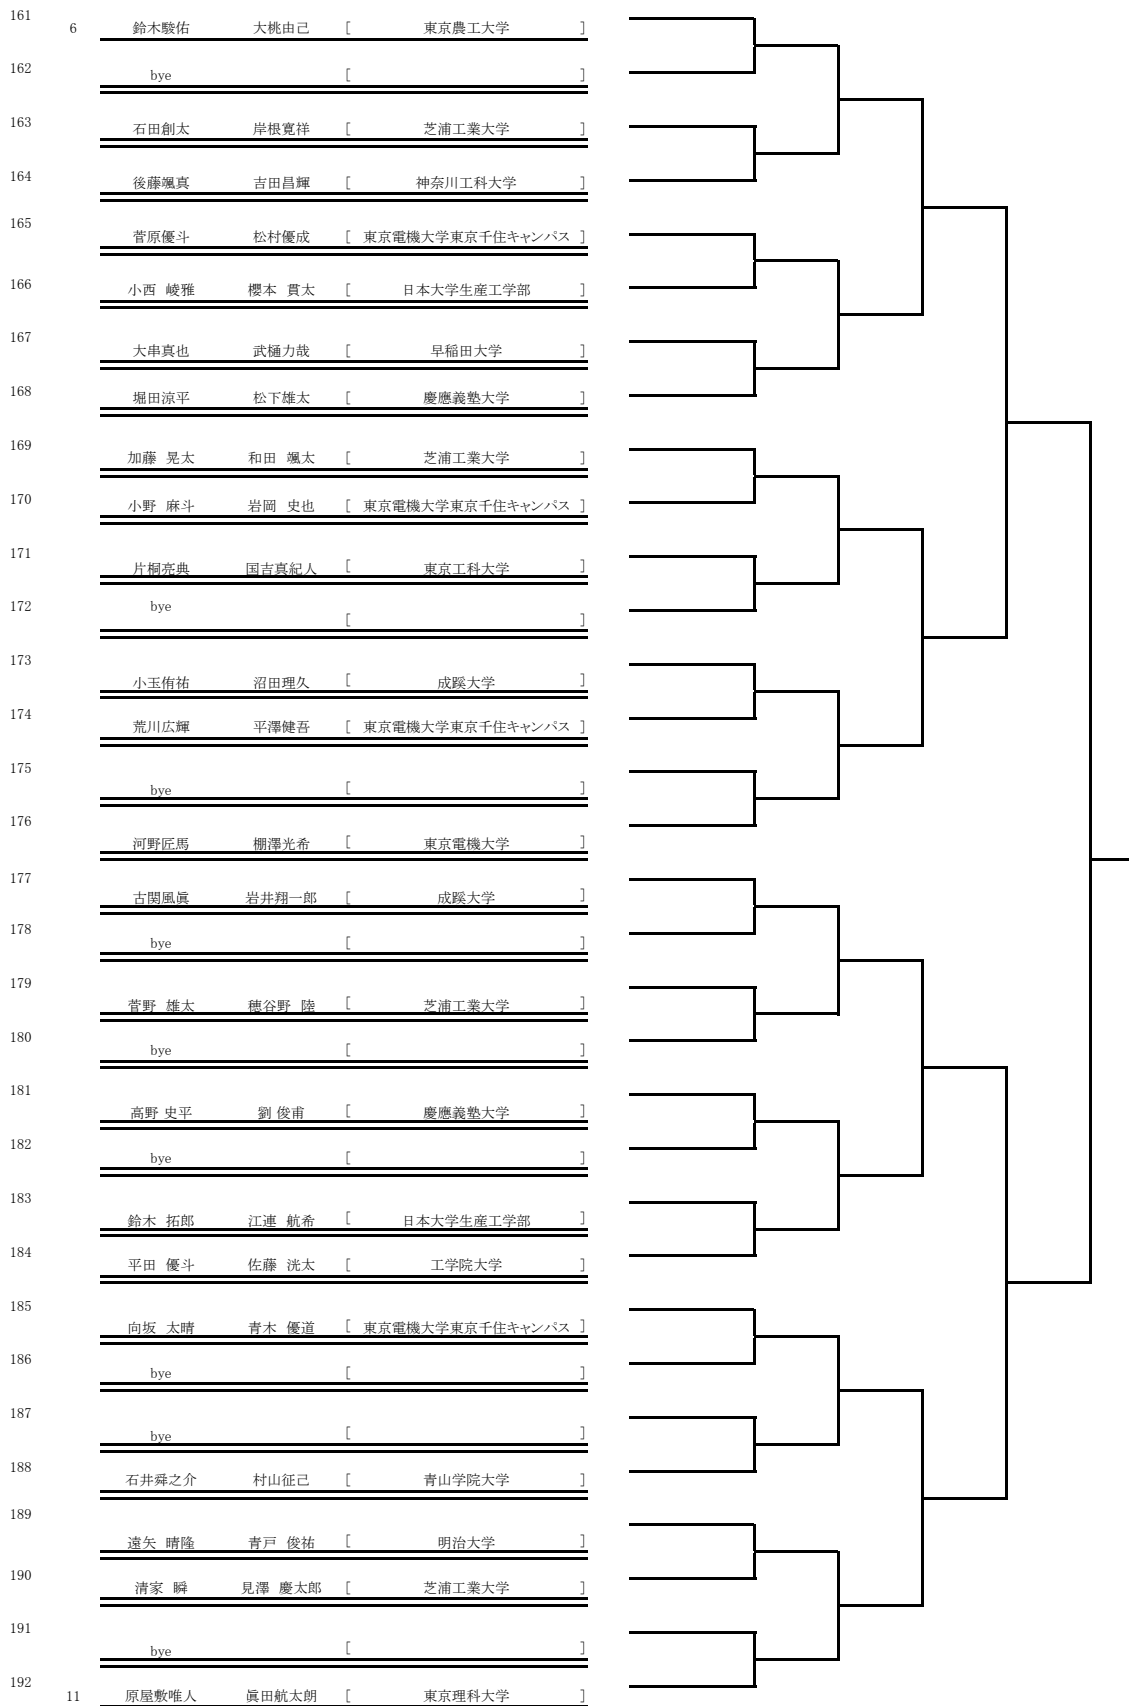 161 6 鈴木駿佑 大桃由己 [ 東京農工大学 ]
162 bye [ ]
163 石田創太 岸根寛祥 [ 芝浦工業大学 ]
164 後藤颯真 吉田昌輝 [ 神奈川工科大学 ]
165 菅原優斗 松村優成 [ 東京電機大学東京千住キャンパス ]
166 小西 崚雅 櫻本 貫太 [ 日本大学生産工学部 ]
167 大串真也 武樋力哉 [ 早稲田大学 ]
168 堀田涼平 松下雄太 [ 慶應義塾大学 ]
169 加藤 晃太 和田 颯太 [ 芝浦工業大学 ]
170 小野 麻斗 岩岡 史也 [ 東京電機大学東京千住キャンパス ]
171 片桐亮典 国吉真紀人 [ 東京工科大学 ]
172 bye [ ]
173 小玉侑祐 沼田理久 [ 成蹊大学 ]
174 荒川広輝 平澤健吾 [ 東京電機大学東京千住キャンパス ]
175 bye [ ]
176 河野匠馬 棚澤光希 [ 東京電機大学 ]
177 古関風眞 岩井翔一郎 [ 成蹊大学 ]
178 bye [ ]
179 菅野 雄太 穂谷野 陸 [ 芝浦工業大学 ]
180 bye [ ]
181 高野 史平 劉 俊甫 [ 慶應義塾大学 ]
182 bye [ ]
183 鈴木 拓郎 江連 航希 [ 日本大学生産工学部 ]
184 平田 優斗 佐藤 洸太 [ 工学院大学 ]
185 向坂 太晴 青木 優道 [ 東京電機大学東京千住キャンパス ]
186 bye [ ]
187 bye [ ]
188 石井舜之介 村山征己 [ 青山学院大学 ]
189 遠矢 晴隆 青戸 俊祐 [ 明治大学 ]
190 清家 瞬 見澤 慶太郎 [ 芝浦工業大学 ]
191 bye [ ]
192 11 原屋敷唯人 眞田航太朗 [ 東京理科大学 ]